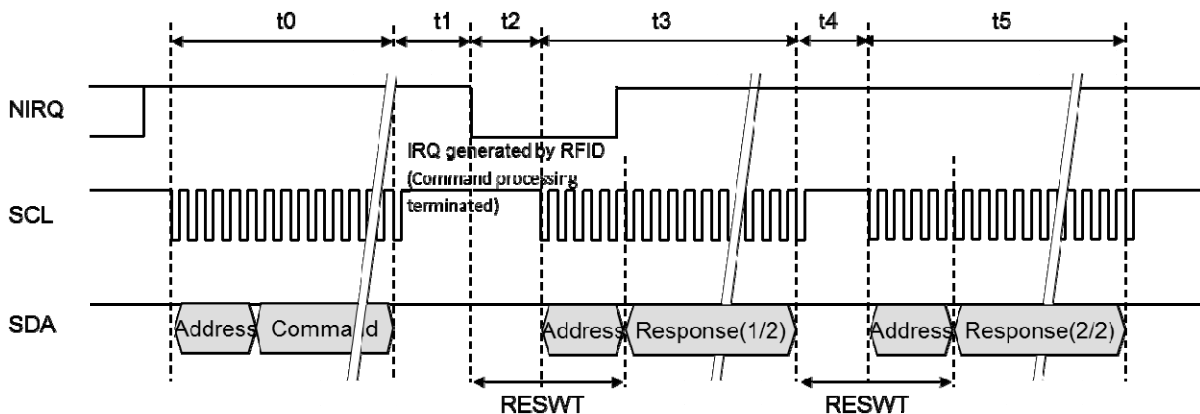 t0 t1 t2 t3 t4 t5
NIRQ
IRQ generated by RFID
(Command processing
terminated)
SCL
SDA
Address Command Address Response(1/2) Address Response(2/2)
RESWT RESWT